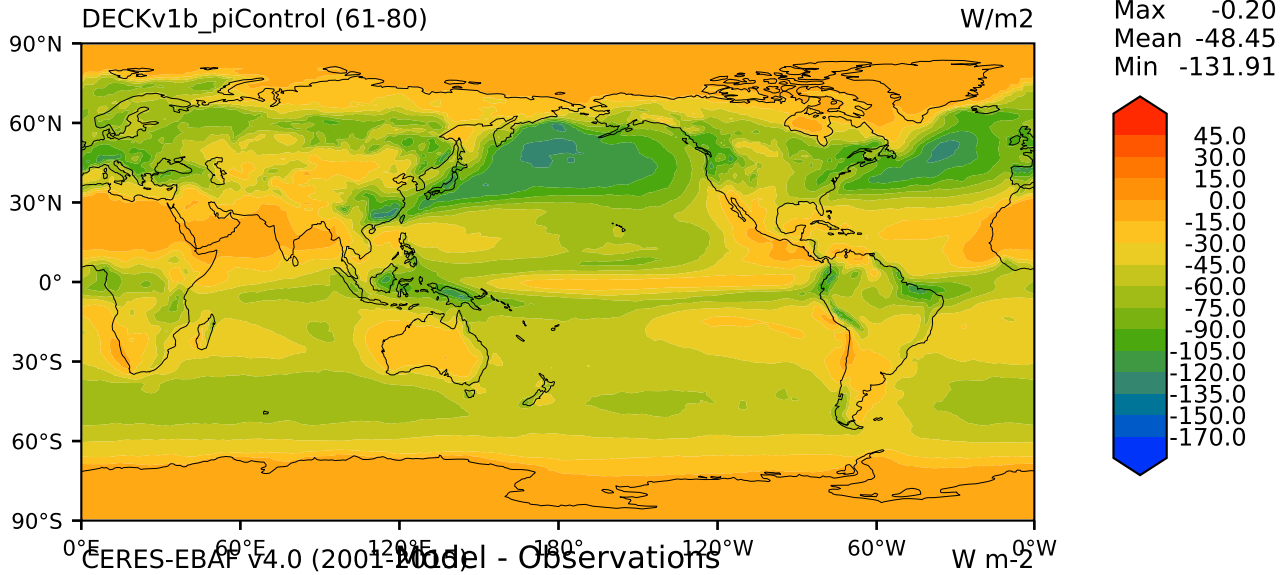 DECKv1b_piControl (61-80) W/m2
Max -0.20
Mean -48.45
Min -131.91
90°N
60°N
30°N
0°
30°S
60°S
90°S
0°E 60°E 120°E 180° 120°W 60°W 0°W
45.0
30.0
15.0
0.0
-15.0
-30.0
-45.0
-60.0
-75.0
-90.0
-105.0
-120.0
-135.0
-150.0
-170.0
CERES-EBAF v4.0 (2001- Model - Observations W m-2